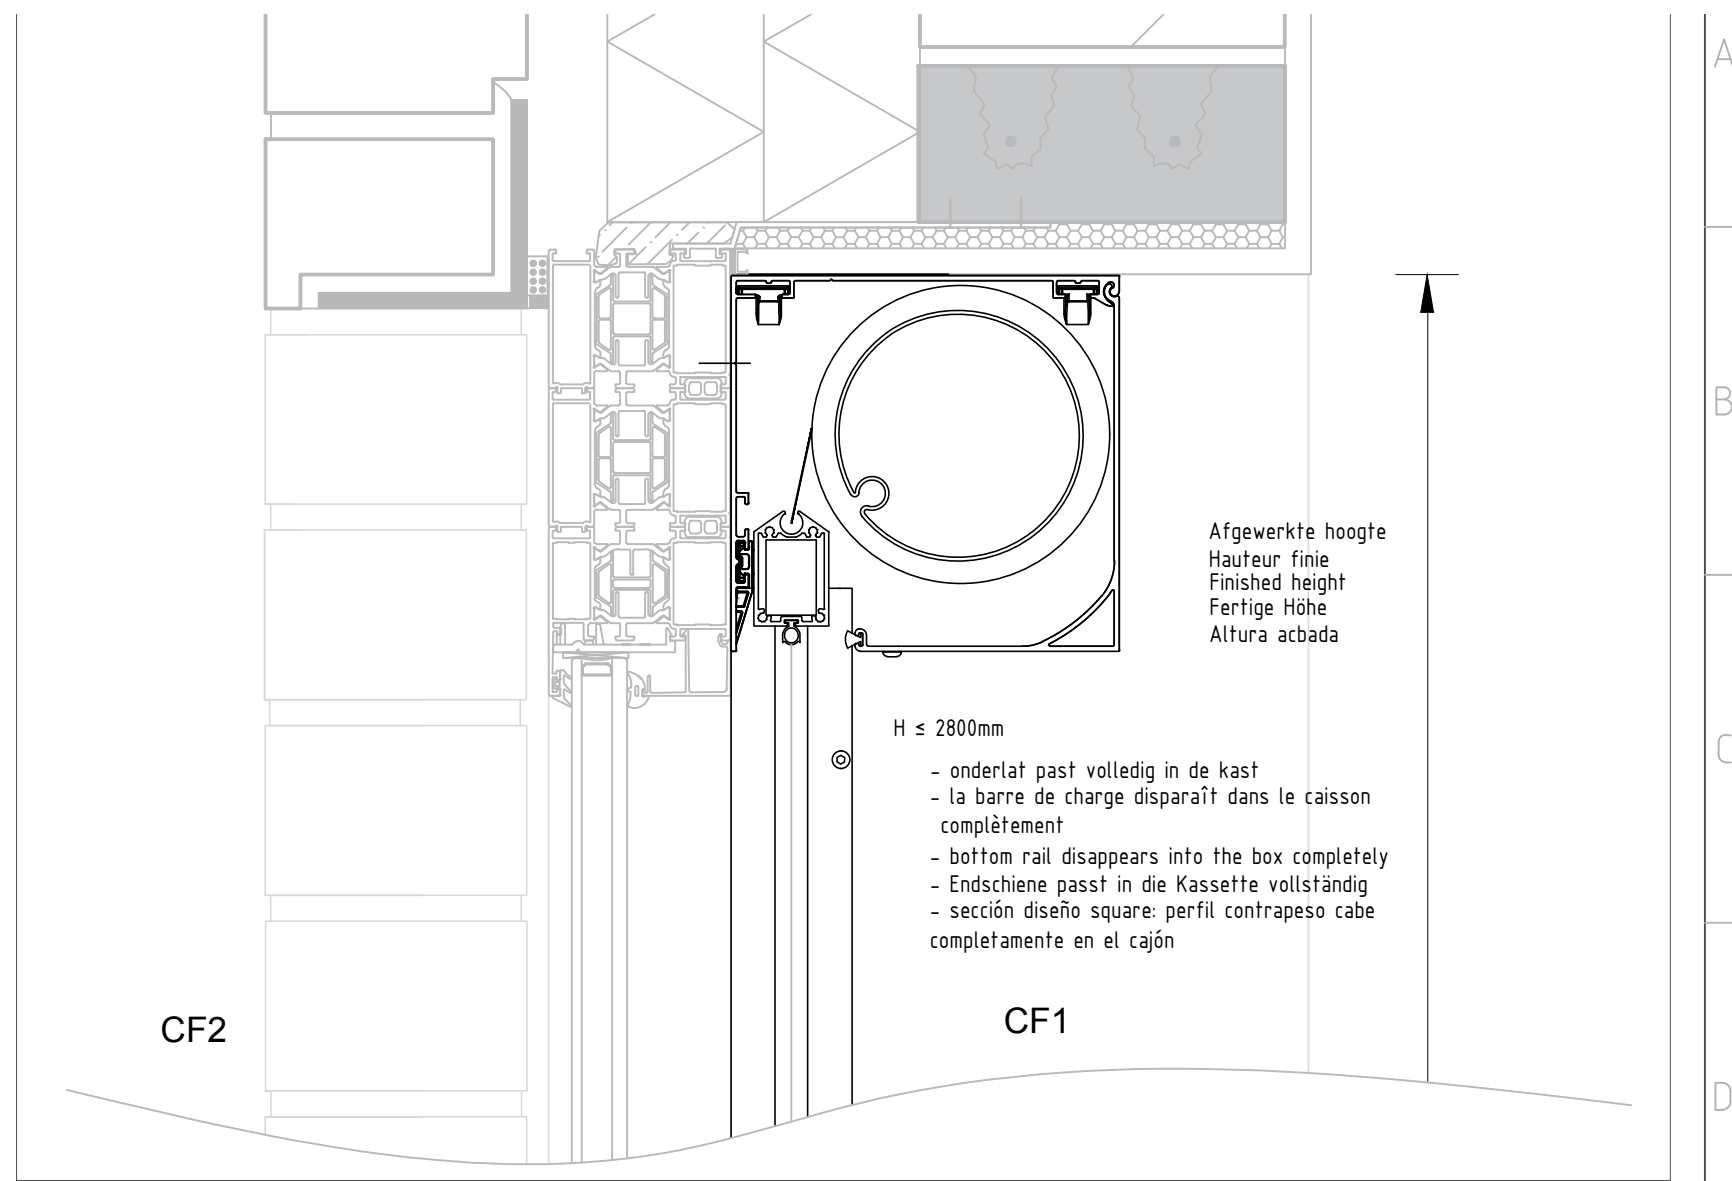 A
B
Afgewerkte hoogte
Hauteur finie
Finished height
Fertige Höhe
Altura acbada
H ≤ 2800mm
- onderlat past volledig in de kast
- la barre de charge disparaît dans le caisson
complètement
- bottom rail disappears into the box completely
- Endschiene passt in die Kassette vollständig
- sección diseño square: perfil contrapeso cabe
completamente en el cajón
C
CF2
CF1
D